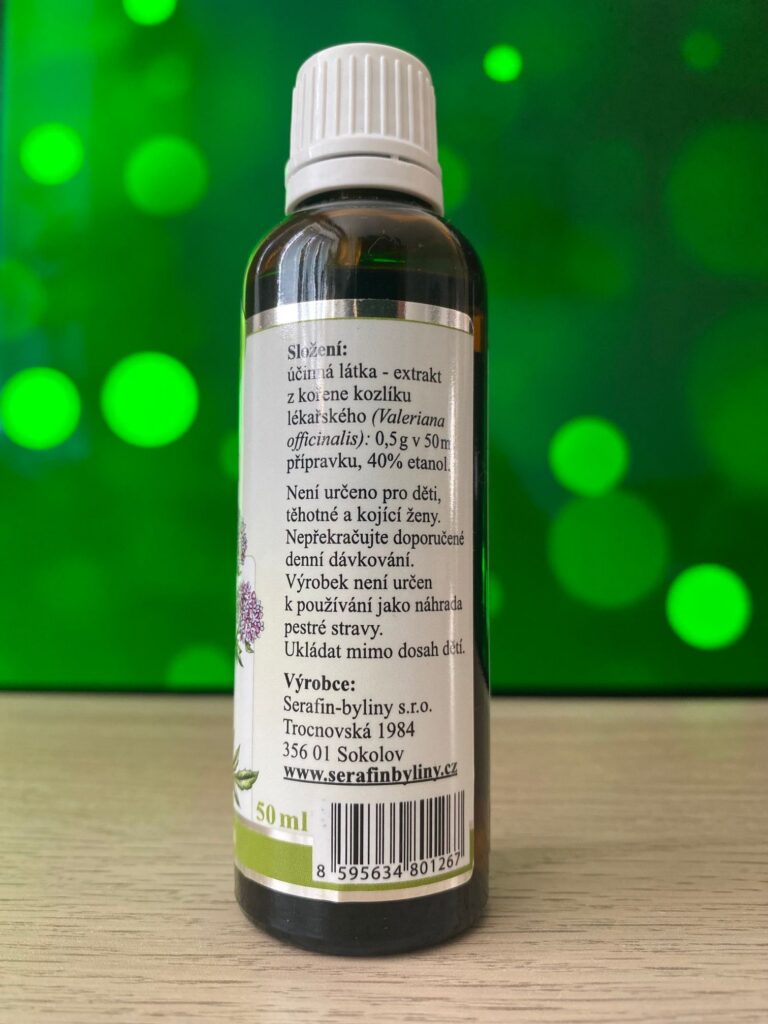 Složení:
účinná látka - extrakt
z kořene kozlíku
lékařského (Valeriana
officinalis): 0,5 g v 50m
přípravku, 40% etanol.
Není určeno pro děti,
těhotné a kojící ženy.
Nepřekračujte doporučené
denní dávkování.
Výrobek není určen
k používání jako náhrada
pestré stravy.
Ukládat mimo dosah dětí.
Výrobce:
Serafin-byliny s.r.o.
Trocnovská 1984
356 01 Sokolov
www.serafinbyliny.cz
50 ml
8 595634 801267